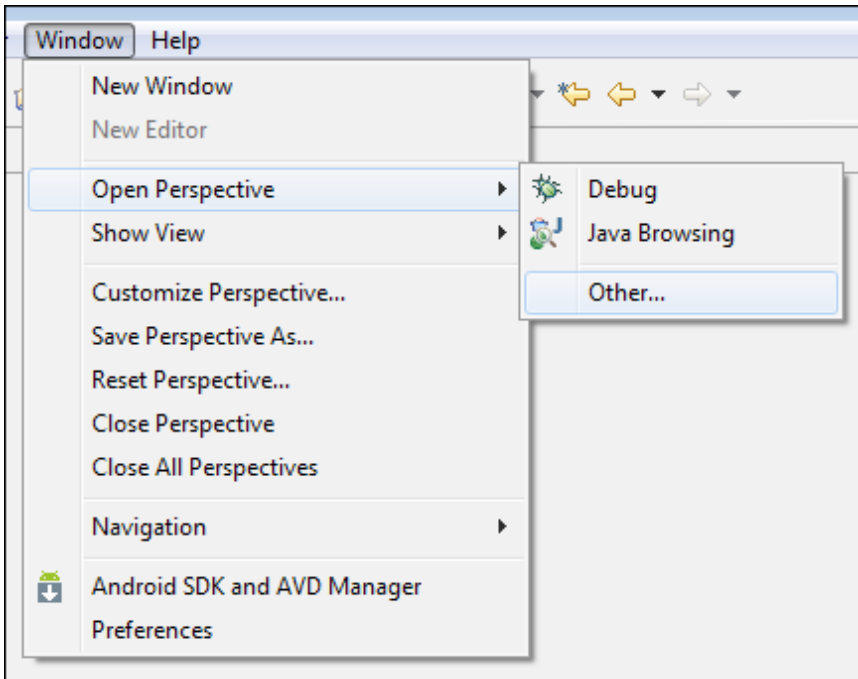 Window Help
New Window
New Editor
Open Perspective
Debug
Show View
Java Browsing
Customize Perspective...
Other...
Save Perspective As...
Reset Perspective...
Close Perspective
Close All Perspectives
Navigation
Android SDK and AVD Manager
Preferences